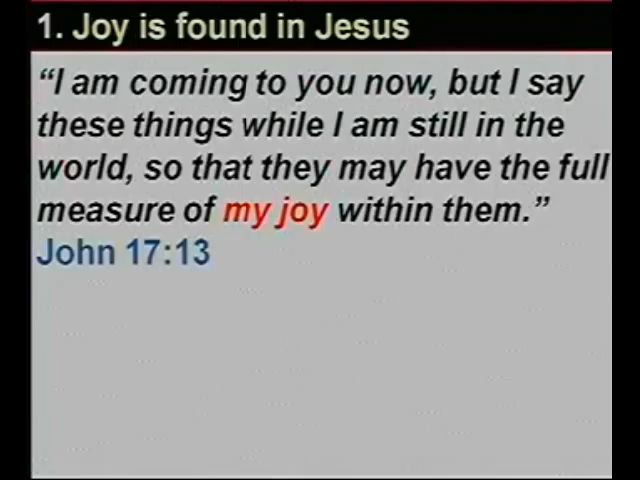 1. Joy is found in Jesus
“I am coming to you now, but I say
these things while I am still in the
world, so that they may have the full
measure of my joy within them.”
John 17:13